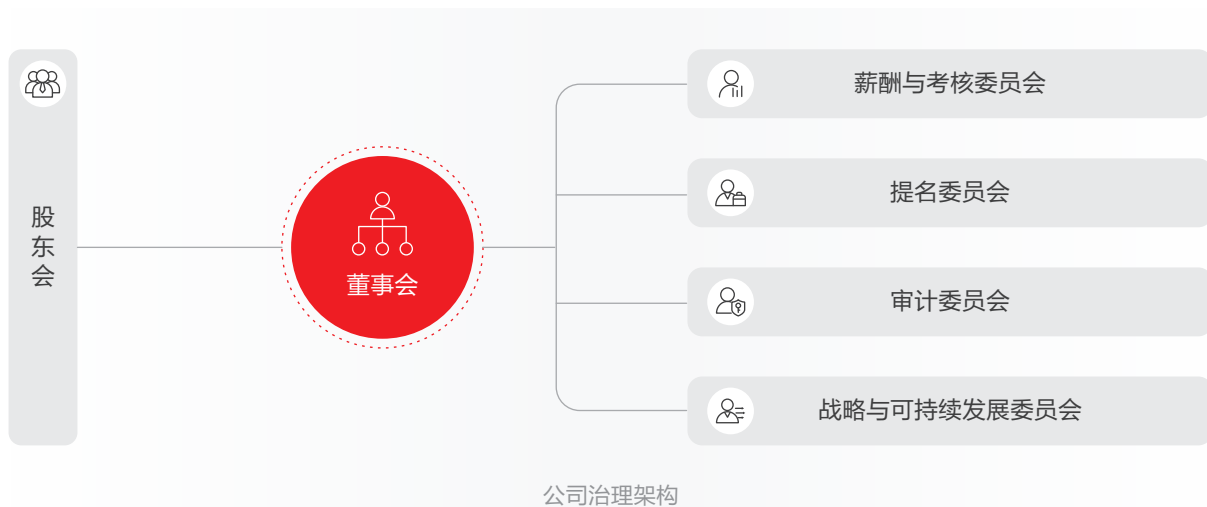 股东会
董事会
薪酬与考核委员会
提名委员会
审计委员会
战略与可持续发展委员会
公司治理架构